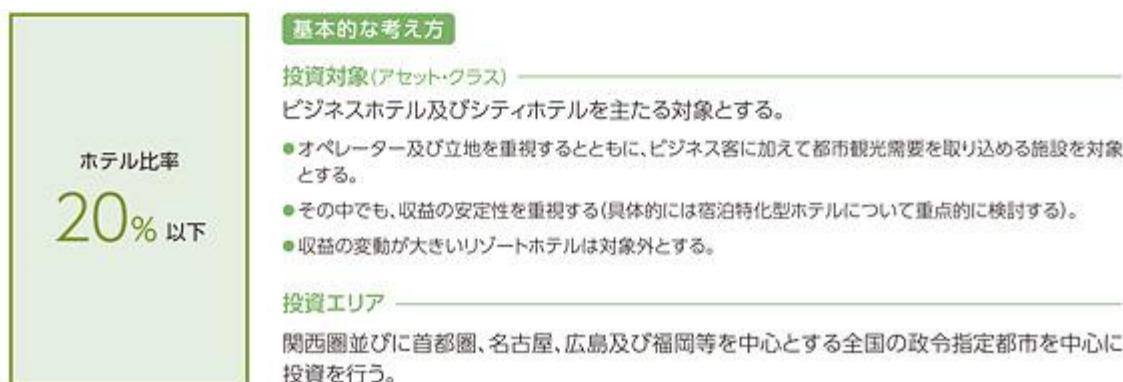 ホテル比率
20% 以下
基本的な考え方
投資対象(アセット・クラス)
ビジネスホテル及びシティホテルを主たる対象とする。
●オペレーター及び立地を重視するとともに、ビジネス客に加えて都市観光需要を取り込める施設を対象
とする。
●その中でも、収益の安定性を重視する(具体的には宿泊特化型ホテルについて重点的に検討する)。
●収益の変動が大きいリゾートホテルは対象外とする。
投資エリア
関西圏並びに首都圏、名古屋、広島及び福岡等を中心とする全国の政令指定都市を中心に
投資を行う。